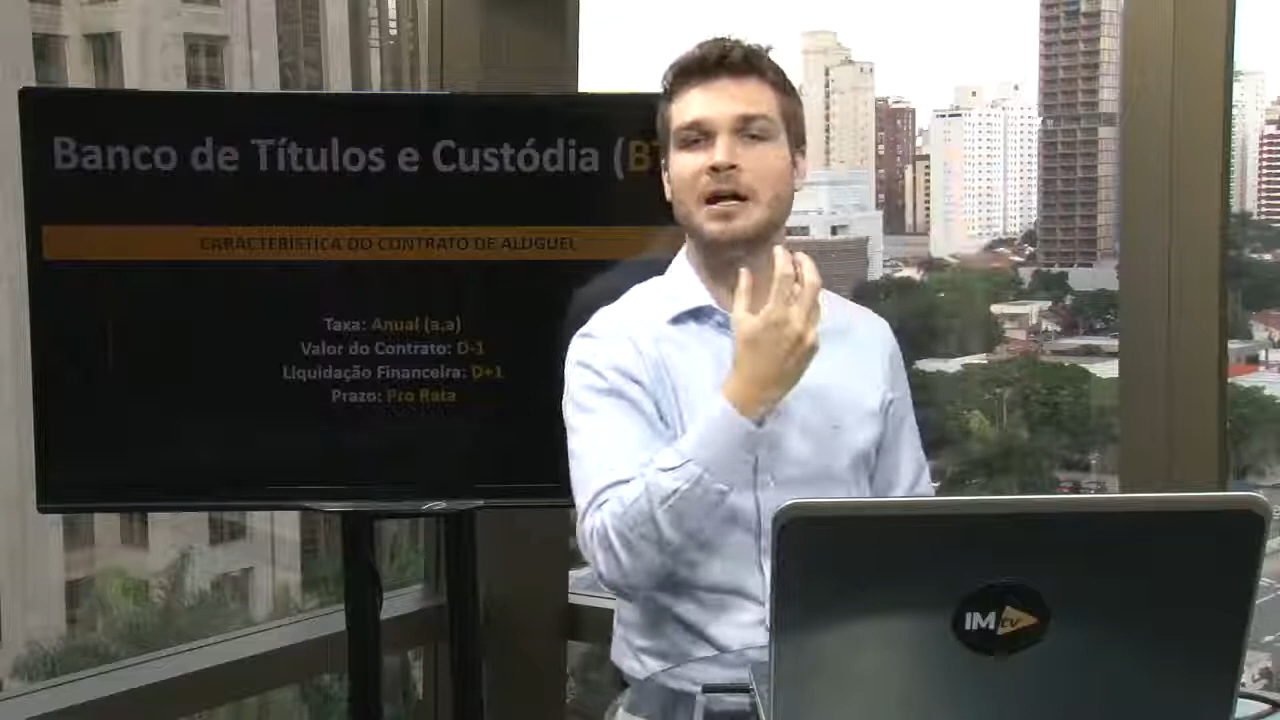 Banco de Títulos e Custódia (BT
CARACTERÍSTICA DO CONTRATO DE ALUGUEL
Taxa: Anual (a,a)
Valor do Contrato: D-1
Liquidação Financeira: D+1
Prazo: Pro Rata
IMtv